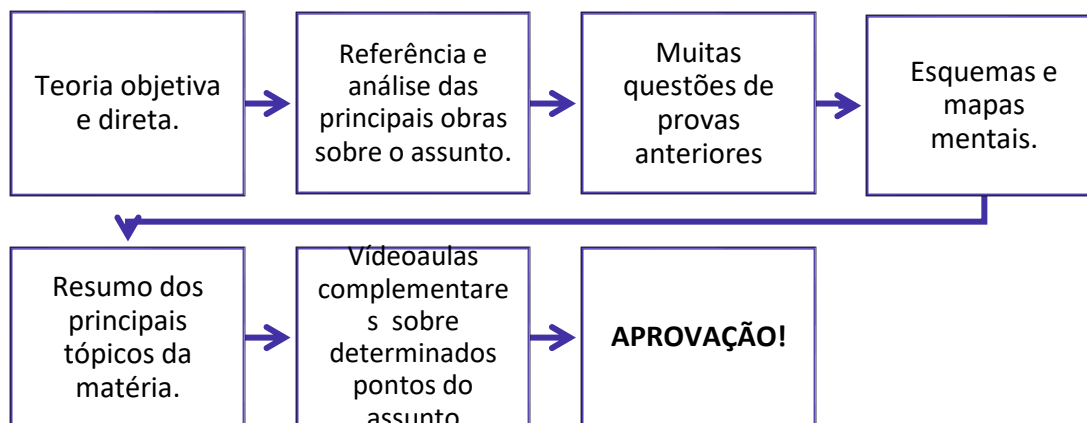 Teoria objetiva
e direta.
Referência e
análise das
principais obras
sobre o assunto.
Muitas
questões de
provas
anteriores
Esquemas e
mapas
mentais.
Resumo dos
principais
tópicos da
matéria.
Vídeoaulas
complementare
s sobre
determinados
pontos do
assunto
APROVAÇÃO!